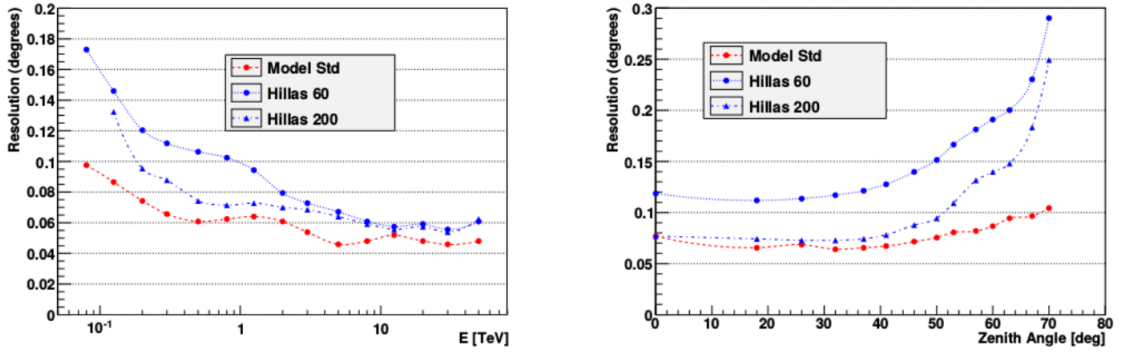 Resolution (degrees)
0.2
0.18
0.16
0.14
0.12
0.1
0.08
0.06
0.04
0.02
0
Model Std
Hillas 60
Hillas 200
10-1
1
10
E [TeV]
Resolution (degrees)
0.3
0.25
0.2
0.15
0.1
0.05
0
Model Std
Hillas 60
Hillas 200
0 10 20 30 40 50 60 70 80
Zenith Angle [deg]